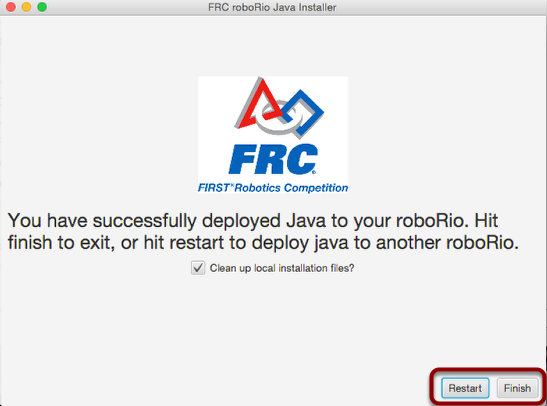 FRC roboRio Java Installer
FRC
FIRST® Robotics Competition
You have successfully deployed Java to your roboRio. Hit
finish to exit, or hit restart to deploy java to another roboRio.
Clean up local installation files?
Restart Finish